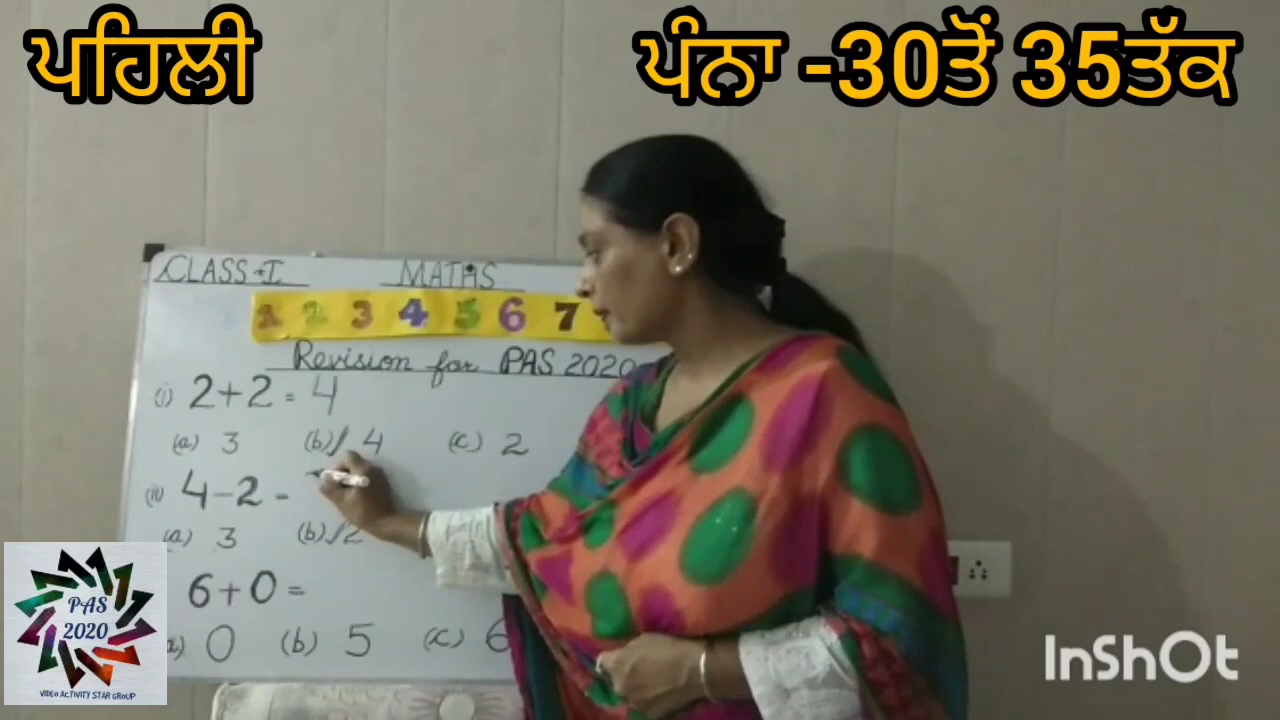 ਪਹਿਲੀ
ਪੰਨਾ -30ਤੋਂ 35ਤੱਕ
CLASS-I MATHS
1 2 3 4 5 6 7
Revision for PAS 2020
(i) 2+2 = 4
(a) 3 (b) 4 (c) 2
(ii) 4-2 =
(a) 3 (b) 2
6+0 =
a) 0 (b) 5 (c) 6
PAS
2020
VIDEO ACTIVITY STAR GROUP
InShOt